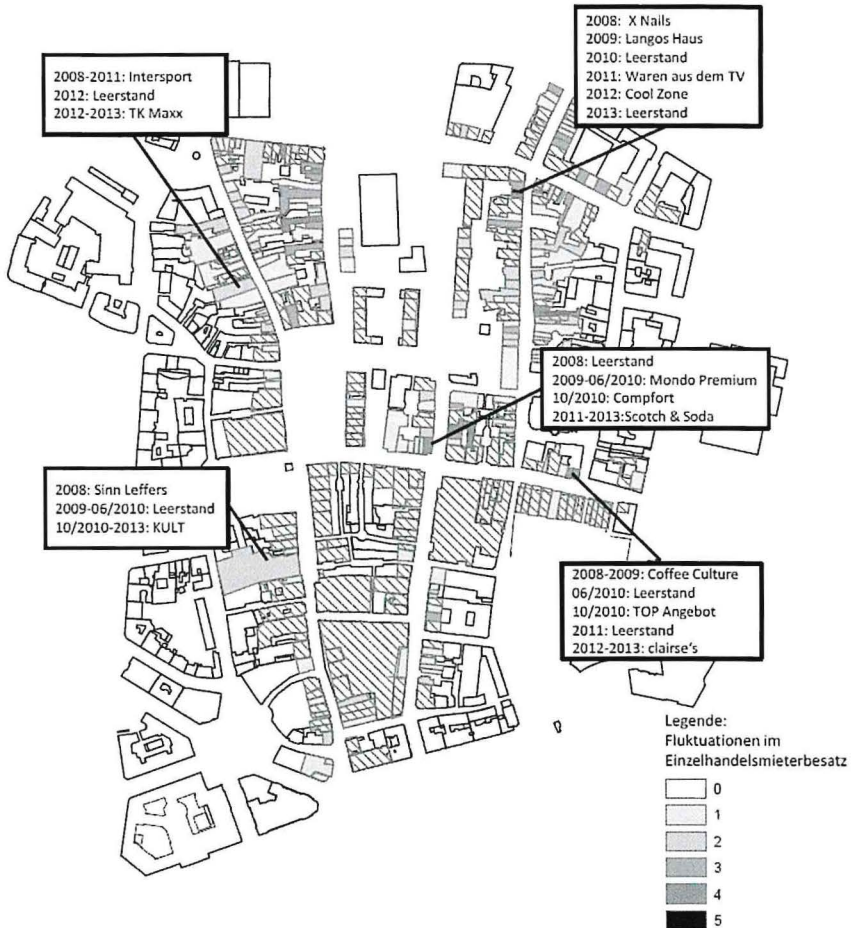 2008-2011: Intersport
2012: Leerstand
2012-2013: TK Maxx
2008: X Nails
2009: Langos Haus
2010: Leerstand
2011: Waren aus dem TV
2012: Cool Zone
2013: Leerstand
2008: Leerstand
2009-06/2010: Mondo Premium
10/2010: Compfort
2011-2013:Scotch & Soda
2008: Sinn Leffers
2009-06/2010: Leerstand
10/2010-2013: KULT
2008-2009: Coffee Culture
06/2010: Leerstand
10/2010: TOP Angebot
2011: Leerstand
2012-2013: clairse's
Legende:
Fluktuationen im
Einzelhandelsmieterbesatz
0
1
2
3
4
5